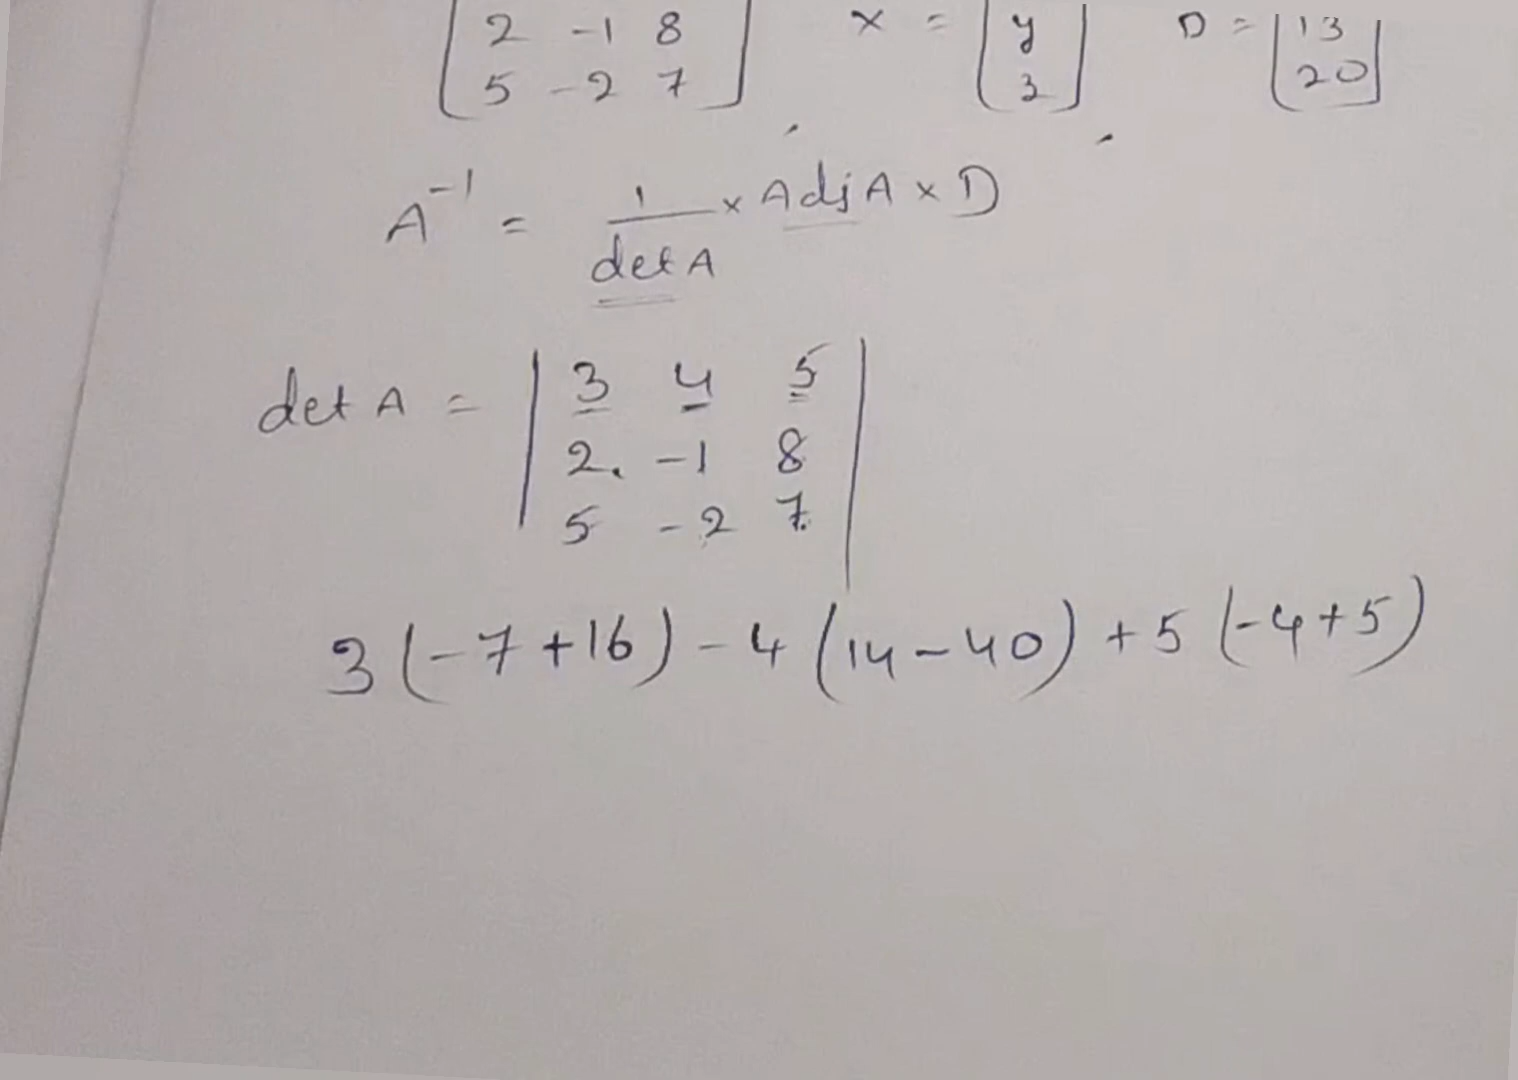 [2 -1 8] x = [y] D = [13]
[5 -2 7] [3] [20]
A⁻¹ = 1/det A × Adj A × D
det A = | 3 4 5 |
| 2. -1 8 |
| 5 -2 7. |
3 (-7+16) - 4 (14-40) + 5 (-4+5)